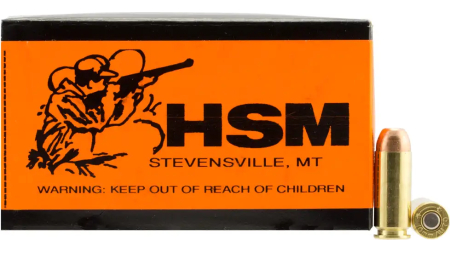 HSM
STEVENSVILLE, MT
WARNING: KEEP OUT OF REACH OF CHILDREN